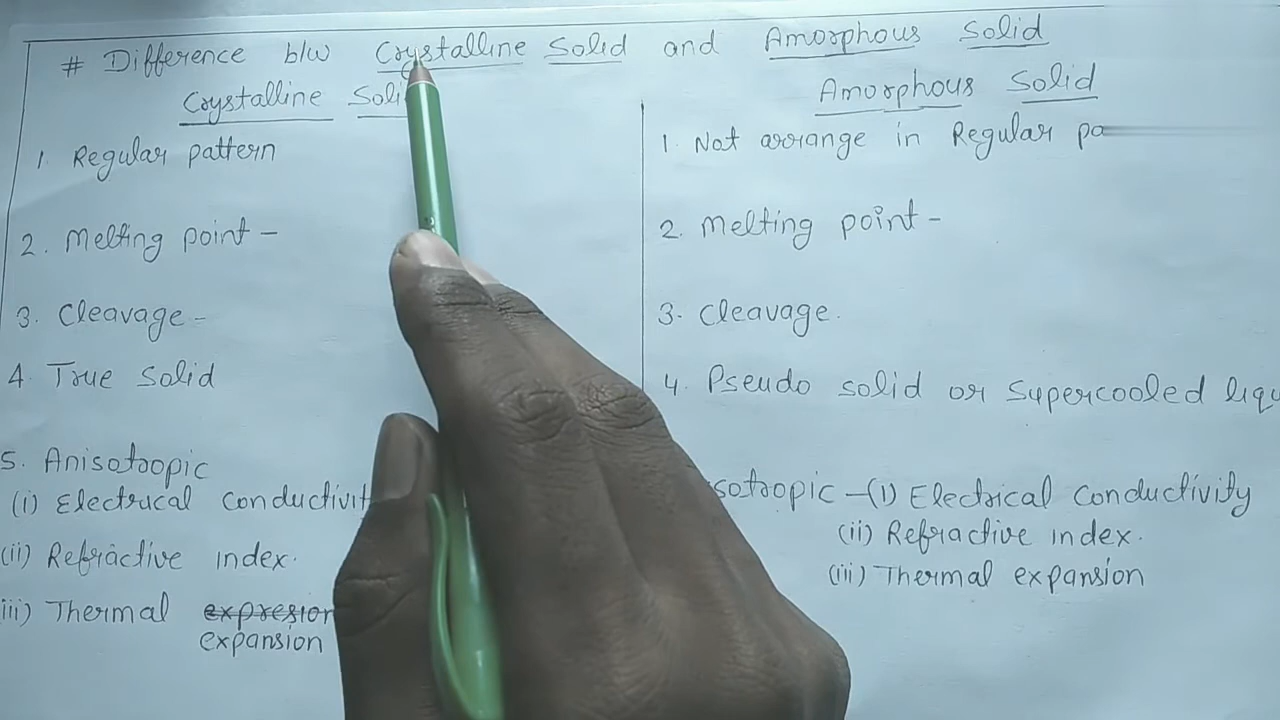 # Difference b/w Crystalline Solid and Amorphous Solid
Crystalline Soli
1. Regular pattern
2. Melting point -
3. Cleavage -
4. True Solid
5. Anisotropic
(i) Electrical conductivit
(ii) Refractive index.
iii) Thermal expresion
expansion
Amorphous Solid
1. Not arrange in Regular pa
2. Melting point -
3. Cleavage.
4. Pseudo solid or Supercooled liqu
sotropic - (i) Electrical conductivity
(ii) Refractive index.
(iii) Thermal expansion